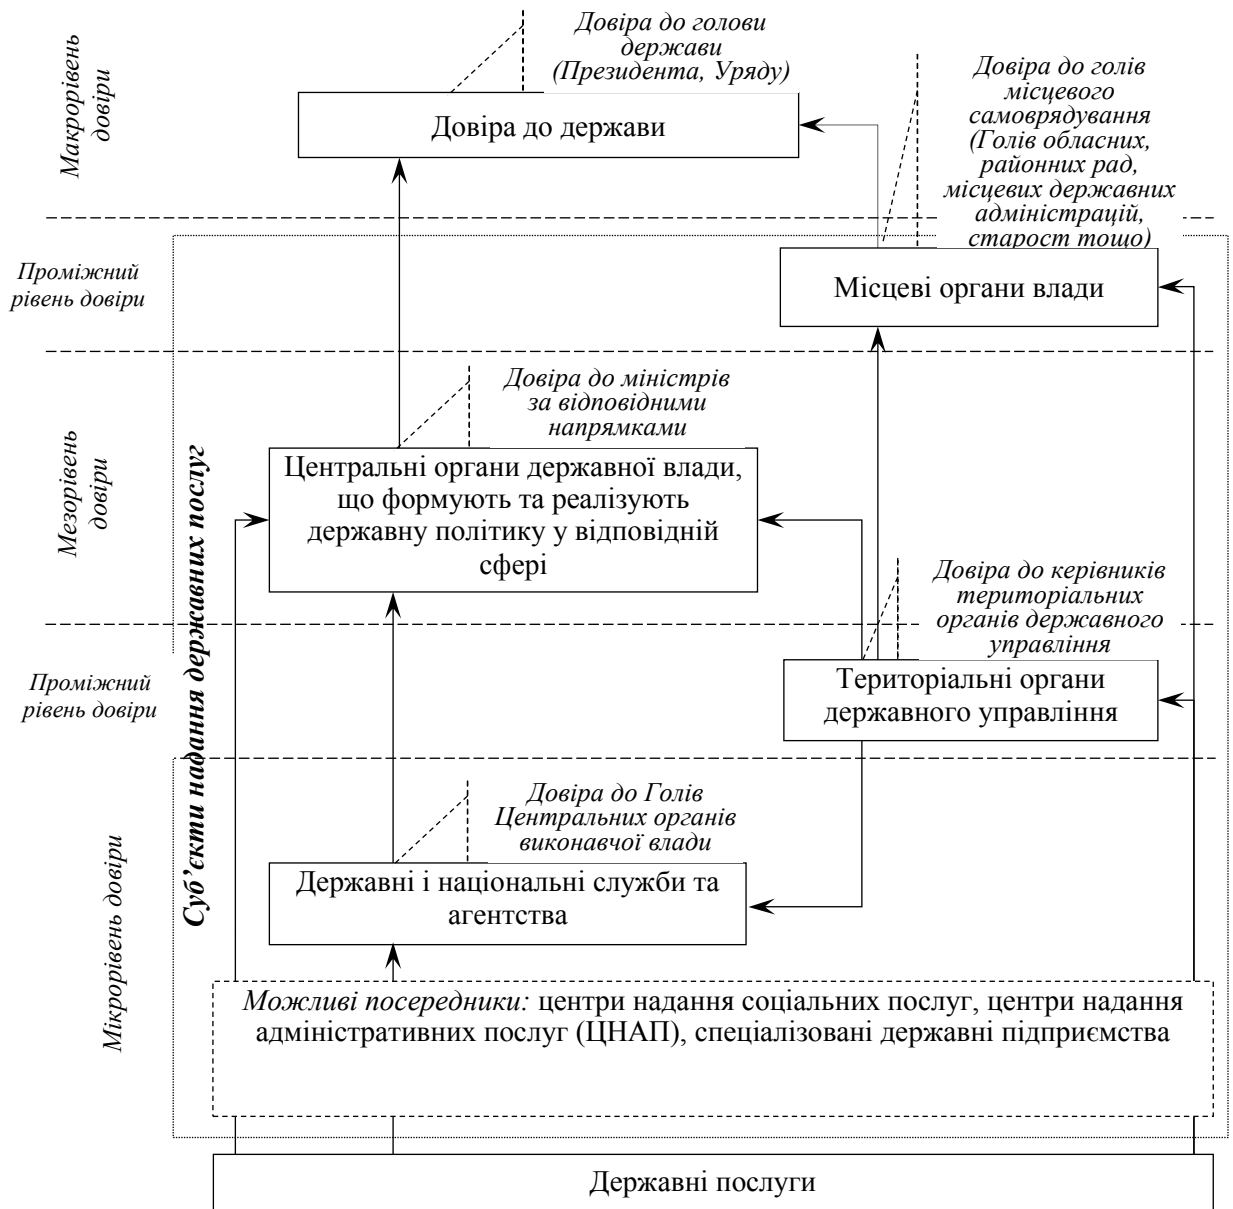 Макрорівень
довіри
Довіра до голови
держави
(Президента, Уряду)
Довіра до держави
Довіра до голів
місцевого
самоврядування
(Голів обласних,
районних рад,
місцевих державних
адміністрацій,
старост тощо)
Проміжний
рівень довіри
Місцеві органи влади
Мезорівень
довіри
Довіра до міністрів
за відповідними
напрямками
Центральні органи державної влади,
що формують та реалізують
державну політику у відповідній
сфері
Суб’єкти надання державних послуг
Довіра до керівників
територіальних
органів державного
управління
Проміжний
рівень довіри
Територіальні органи
державного управління
Мікрорівень довіри
Довіра до Голів
Центральних органів
виконавчої влади
Державні і національні служби та
агентства
Можливі посередники: центри надання соціальних послуг, центри надання
адміністративних послуг (ЦНАП), спеціалізовані державні підприємства
Державні послуги